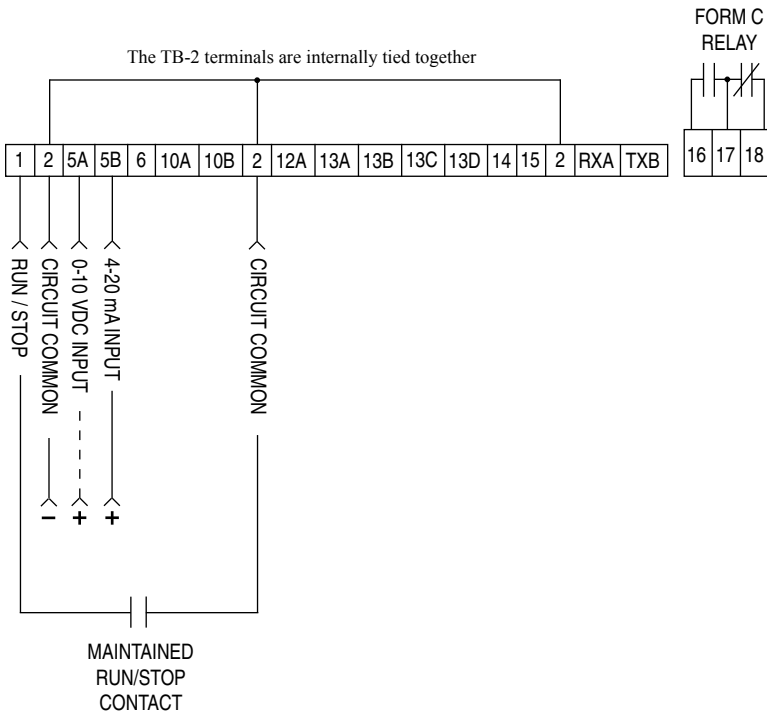 FORM C
RELAY
The TB-2 terminals are internally tied together
1 2 5A 5B 6 10A 10B 2 12A 13A 13B 13C 13D 14 15 2 RXA TXB
16 17 18
RUN / STOP
CIRCUIT COMMON
0-10 VDC INPUT
4-20 mA INPUT
CIRCUIT COMMON
– + +
MAINTAINED
RUN/STOP
CONTACT